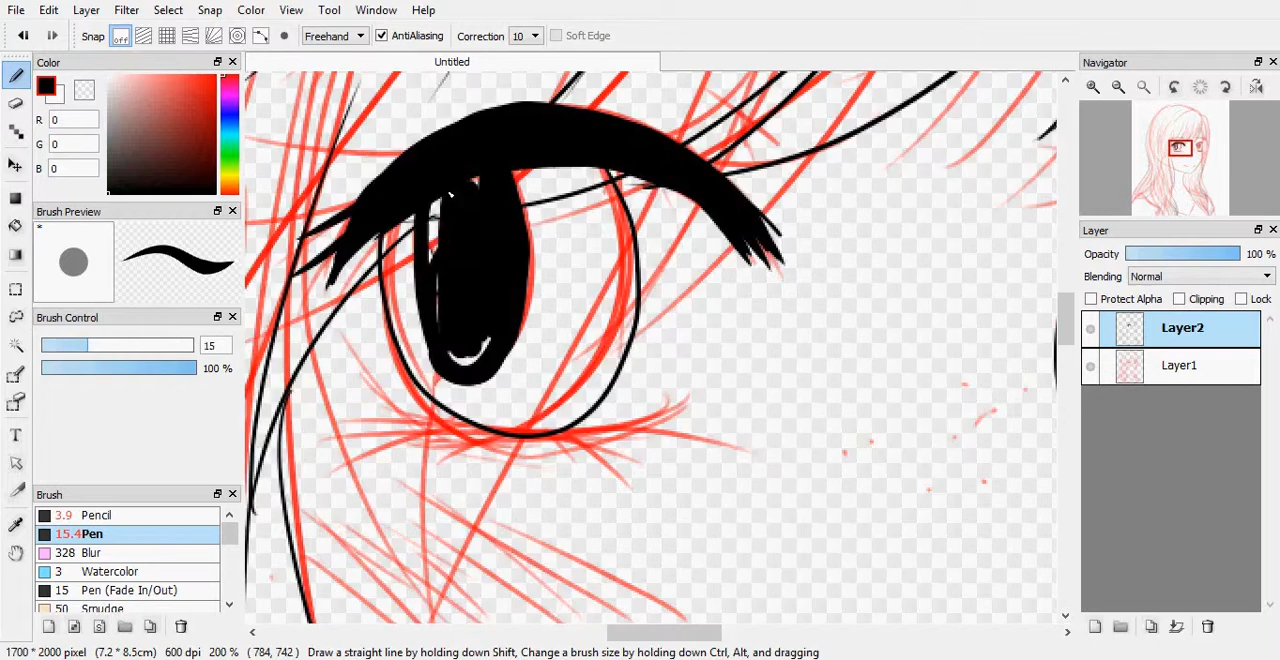 File Edit Layer Filter Select Snap Color View Tool Window Help
Snap off Freehand AntiAliasing Correction 10 Soft Edge
Color
R 0
G 0
B 0
Brush Preview
*
Brush Control
15
100 %
Brush
3.9 Pencil
15.4 Pen
328 Blur
3 Watercolor
15 Pen (Fade In/Out)
50 Smudge
Untitled
Navigator
Layer
Opacity 100 %
Blending Normal
Protect Alpha Clipping Lock
Layer2
Layer1
1700 * 2000 pixel (7.2 * 8.5cm) 600 dpi 200 % ( 784, 742 ) Draw a straight line by holding down Shift, Change a brush size by holding down Ctrl, Alt, and dragging